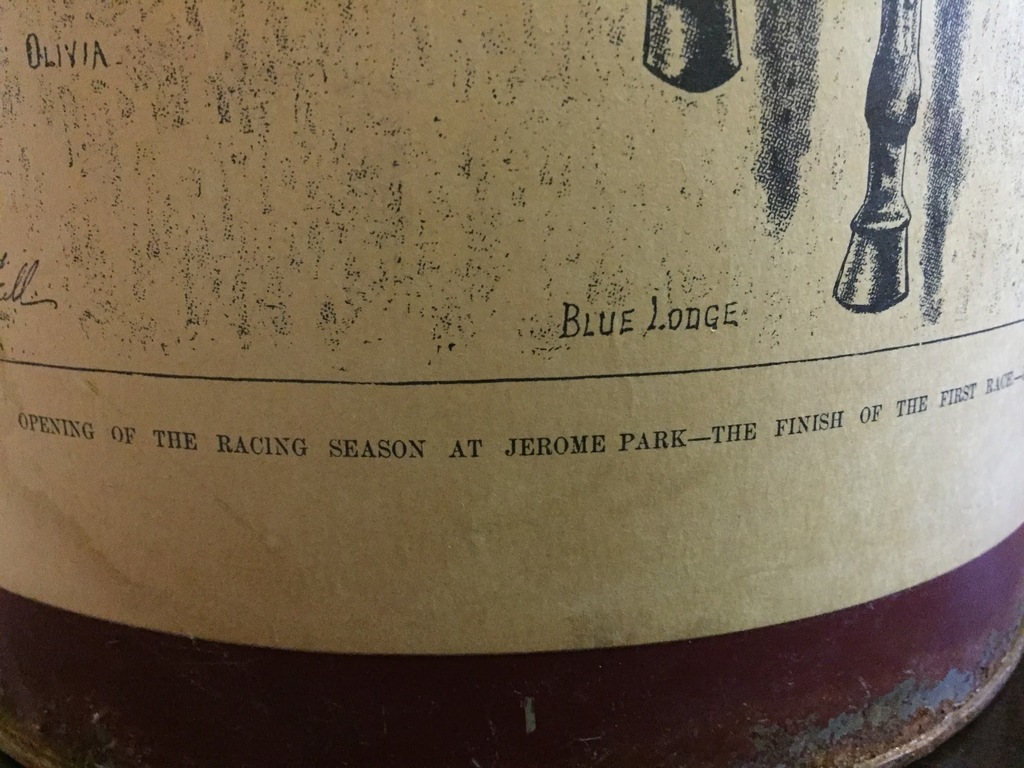 OLIVIA
BLUE LODGE
OPENING OF THE RACING SEASON AT JEROME PARK—THE FINISH OF THE FIRST RACE—